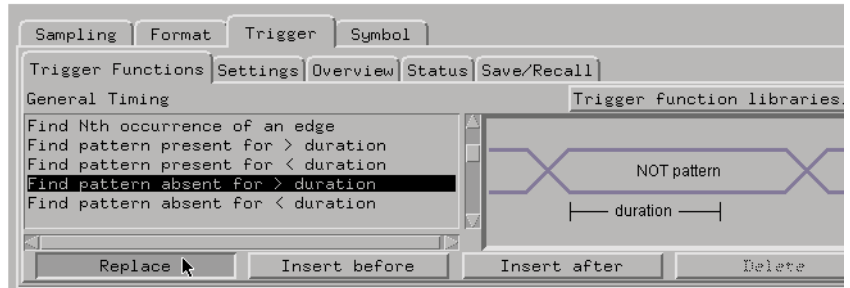 Sampling Format Trigger Symbol
Trigger Functions Settings Overview Status Save/Recall
General Timing
Trigger function libraries.
Find Nth occurrence of an edge
Find pattern present for > duration
Find pattern present for < duration
Find pattern absent for > duration
Find pattern absent for < duration
NOT pattern
duration
Replace Insert before Insert after Delete